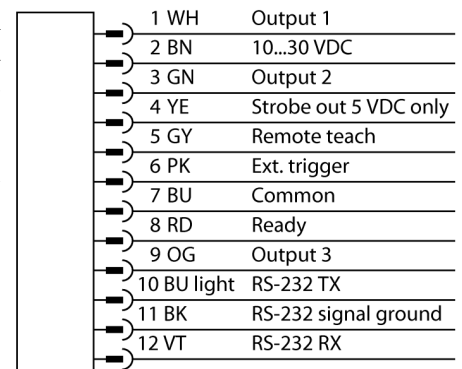 1 WH Output 1
2 BN 10...30 VDC
3 GN Output 2
4 YE Strobe out 5 VDC only
5 GY Remote teach
6 PK Ext. trigger
7 BU Common
8 RD Ready
9 OG Output 3
10 BU light RS-232 TX
11 BK RS-232 signal ground
12 VT RS-232 RX